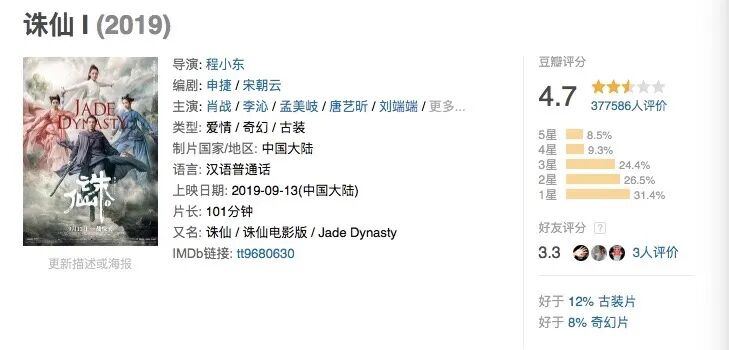 诛仙 I (2019)
JADE
DYNASTY
诛仙
更新描述或海报
导演: 程小东
编剧: 申捷 / 宋朝云
主演: 肖战 / 李沁 / 孟美岐 / 唐艺昕 / 刘端端 / 更多...
类型: 爱情 / 奇幻 / 古装
制片国家/地区: 中国大陆
语言: 汉语普通话
上映日期: 2019-09-13(中国大陆)
片长: 101分钟
又名: 诛仙 / 诛仙电影版 / Jade Dynasty
IMDb链接: tt9680630
豆瓣评分
4.7
377586人评价
5星 8.5%
4星 9.3%
3星 24.4%
2星 26.5%
1星 31.4%
好友评分 ?
3.3 3人评价
好于 12% 古装片
好于 8% 奇幻片